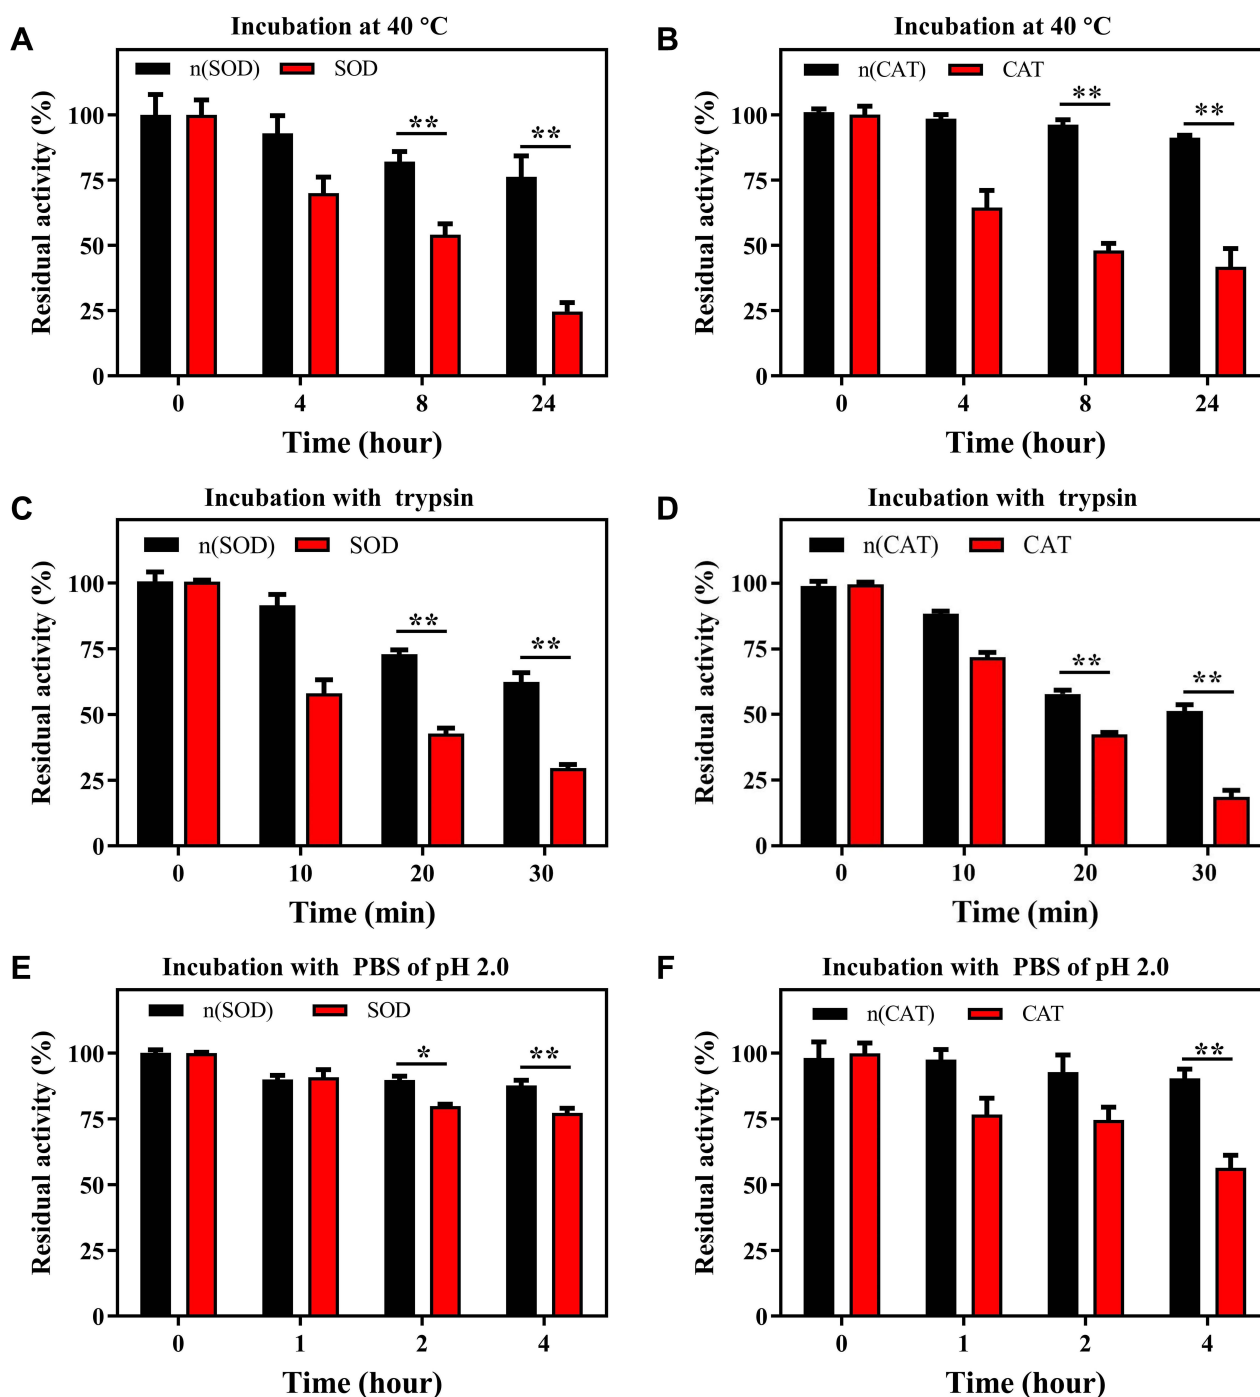 A
Incubation at 40 °C
n(SOD) SOD
** **
Residual activity (%)
100
75
50
25
0
0 4 8 24
Time (hour)
B
Incubation at 40 °C
n(CAT) CAT
** **
Residual activity (%)
100
75
50
25
0
0 4 8 24
Time (hour)
C
Incubation with trypsin
n(SOD) SOD
** **
Residual activity (%)
100
75
50
25
0
0 10 20 30
Time (min)
D
Incubation with trypsin
n(CAT) CAT
** **
Residual activity (%)
100
75
50
25
0
0 10 20 30
Time (min)
E
Incubation with PBS of pH 2.0
n(SOD) SOD
* **
Residual activity (%)
100
75
50
25
0
0 1 2 4
Time (hour)
F
Incubation with PBS of pH 2.0
n(CAT) CAT
**
Residual activity (%)
100
75
50
25
0
0 1 2 4
Time (hour)